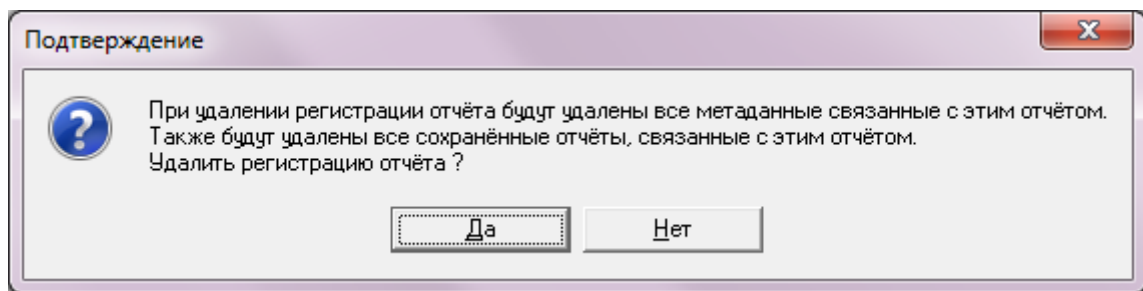 Подтверждение
При удалении регистрации отчёта будут удалены все метаданные связанные с этим отчётом.
Также будут удалены все сохранённые отчёты, связанные с этим отчётом.
Удалить регистрацию отчёта ?
Да Нет